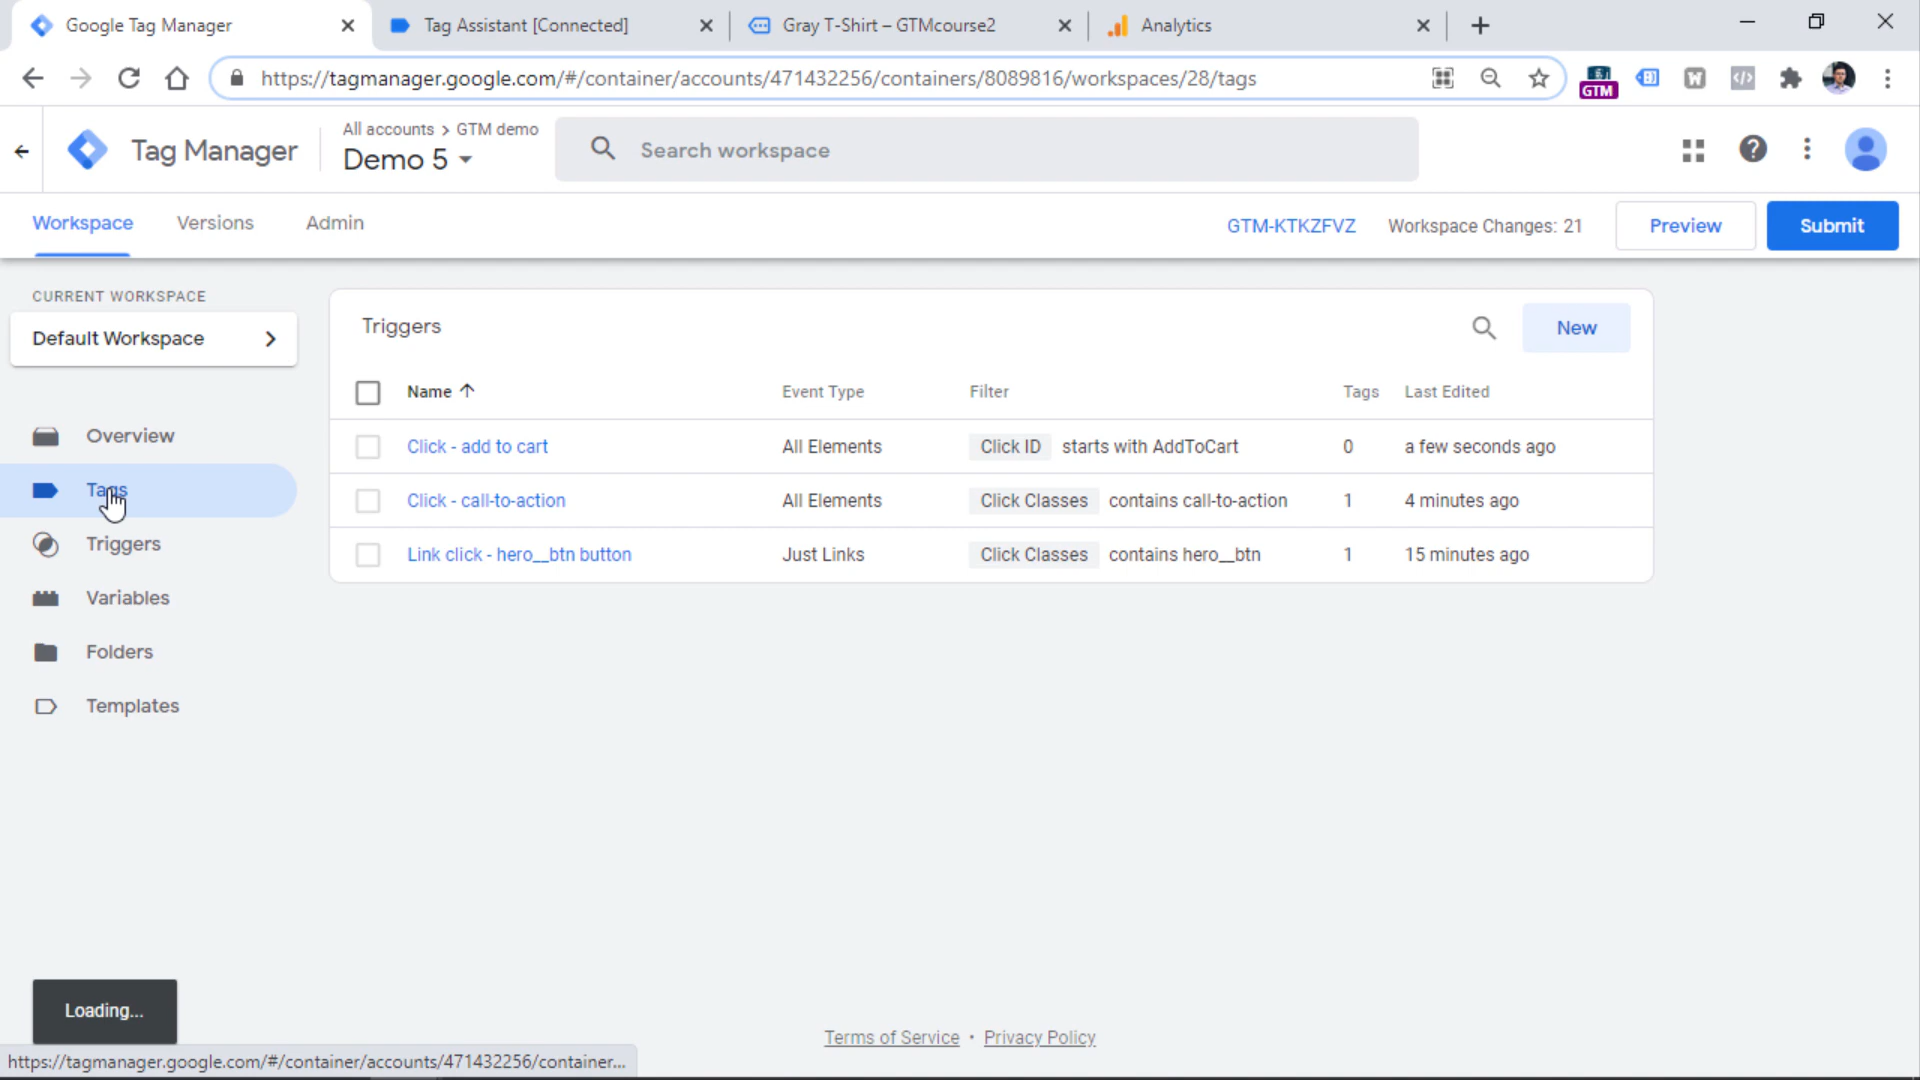 Google Tag Manager
Tag Assistant [Connected]
Gray T-Shirt – GTMcourse2
Analytics
https://tagmanager.google.com/#/container/accounts/471432256/containers/8089816/workspaces/28/tags
GTM
W
Tag Manager
All accounts > GTM demo
Demo 5
Search workspace
Workspace
Versions
Admin
GTM-KTKZFVZ
Workspace Changes: 21
Preview
Submit
CURRENT WORKSPACE
Default Workspace
Overview
Tags
Triggers
Variables
Folders
Templates
Triggers
New
Name Event Type Filter Tags Last Edited
Click - add to cart All Elements Click ID starts with AddToCart 0 a few seconds ago
Click - call-to-action All Elements Click Classes contains call-to-action 1 4 minutes ago
Link click - hero__btn button Just Links Click Classes contains hero__btn 1 15 minutes ago
Loading...
Terms of Service • Privacy Policy
https://tagmanager.google.com/#/container/accounts/471432256/container...